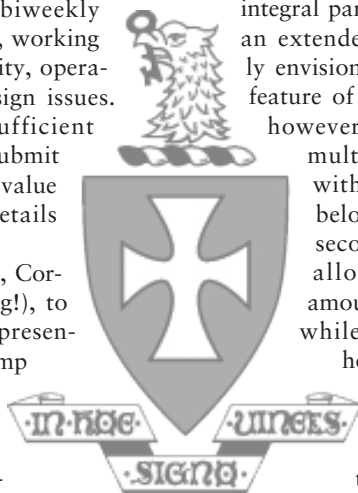 biweekly
, working
ity, opera-
sign issues.
ufficient
ubmit
value
etails
, Cor-
g!), to
presen-
mp
integral par
an extende
ly envision
feature of
however
mult
with
belo
seco
allo
amou
while
ho
t
·IN·HOC·
·VINCES·
·SIGNO·